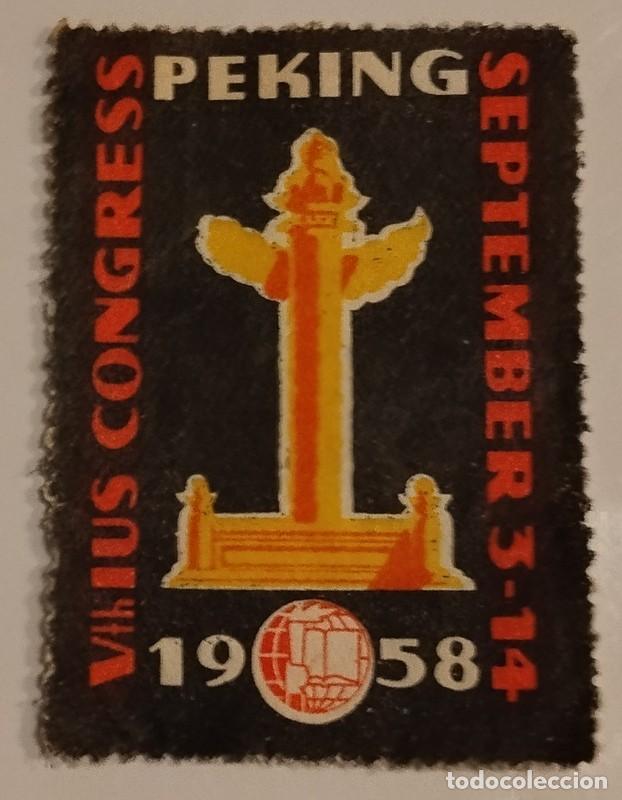 PEKING
Vth IUS CONGRESS
SEPTEMBER 3-14
1958
todocoleccion